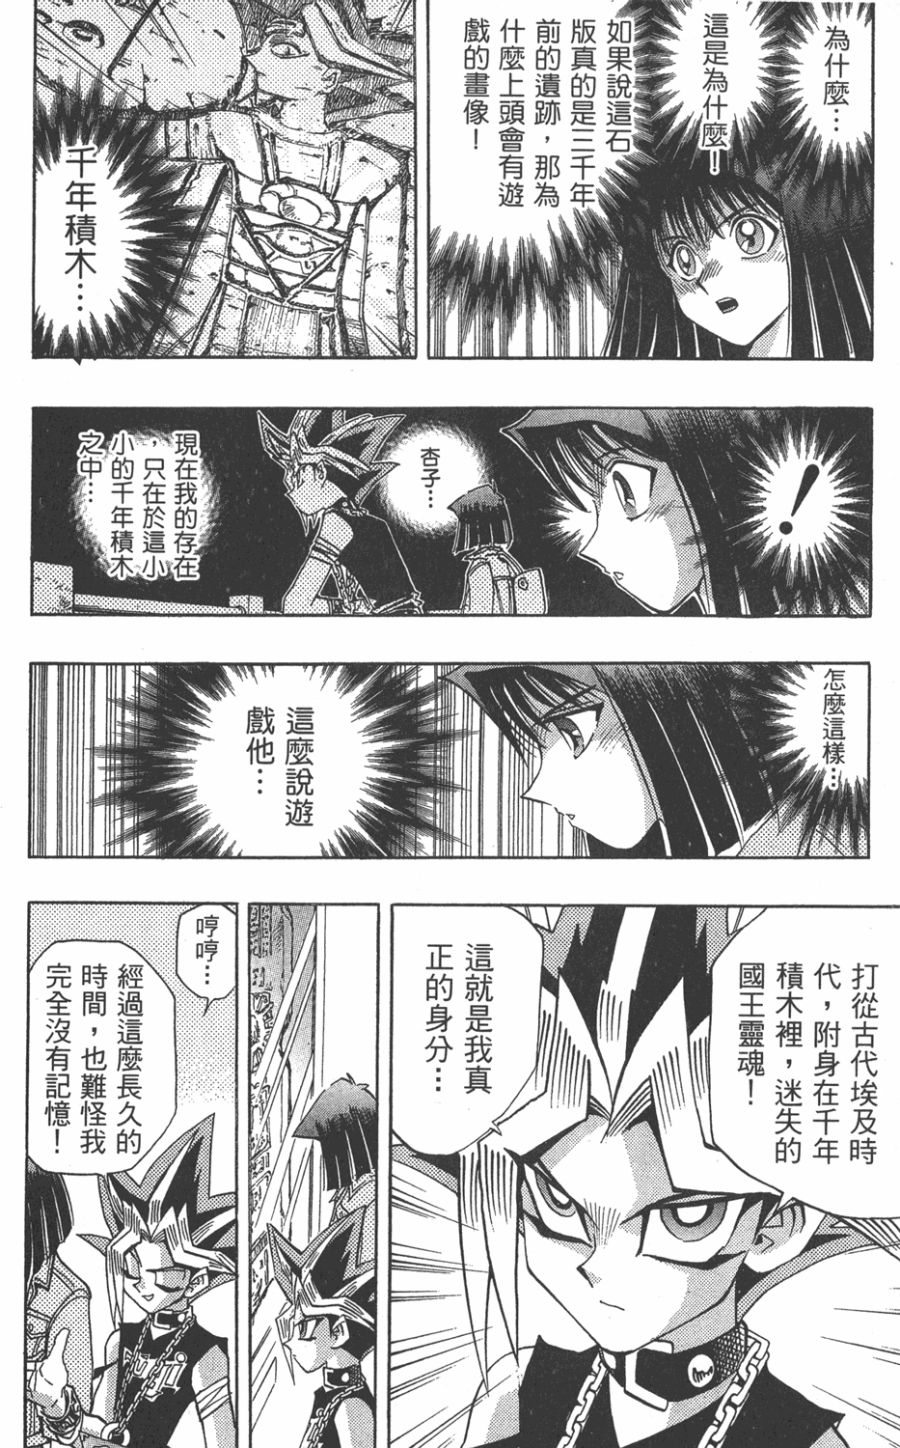 為什麼…
這是為什麼！
如果說這石
版真的是三千年
前的遺跡，那為
什麼上頭會有遊
戲的畫像！
千年積木…
！
杏子…
現在我的存在
，只在於這小
小的千年積木
之中…
怎麼這樣…
這麼說遊
戲他…
打從古代埃及時
代，附身在千年
積木裡，迷失的
國王靈魂！
這就是我真
正的身分…
哼哼…
經過這麼長久的
時間，也難怪我
完全沒有記憶！